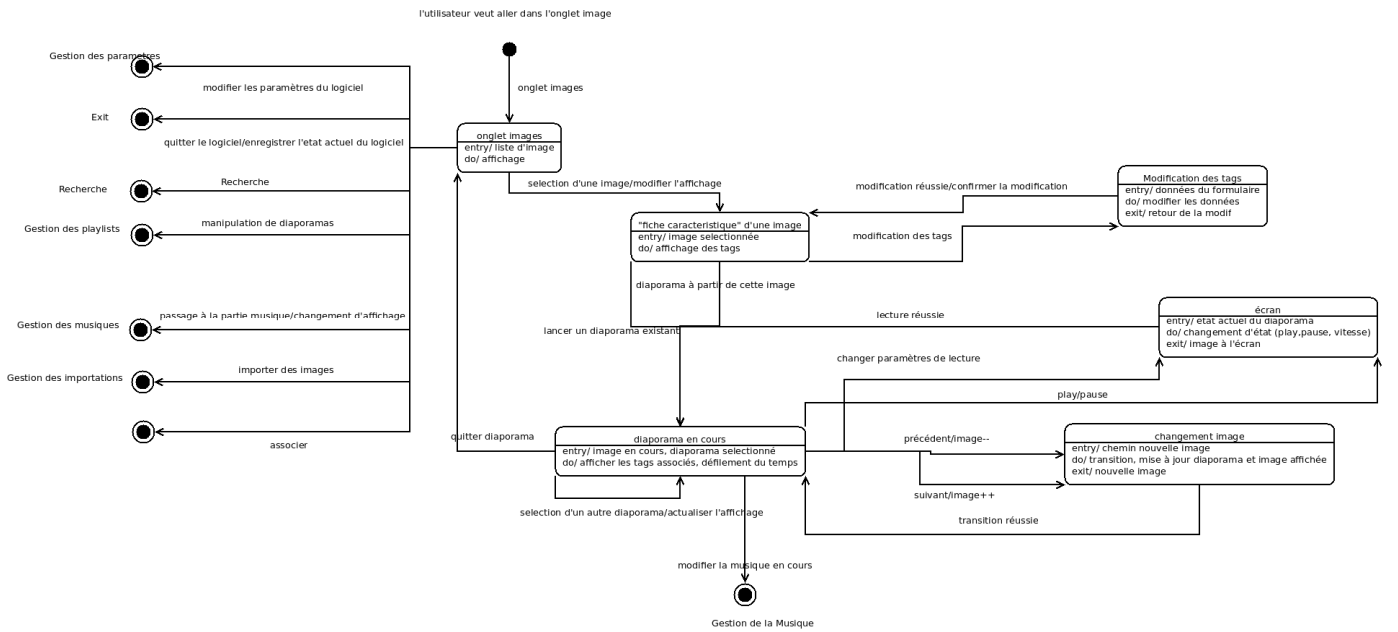 l'utilisateur veut aller dans l'onglet image
Gestion des parametres
modifier les paramètres du logiciel
onglet images
Exit
quitter le logiciel/enregistrer l'etat actuel du logiciel
onglet images
entry/ liste d'image
do/ affichage
Recherche
Recherche
selection d'une image/modifier l'affichage
modification réussie/confirmer la modification
Modification des tags
entry/ données du formulaire
do/ modifier les données
exit/ retour de la modif
Gestion des playlists
manipulation de diaporamas
"fiche caracteristique" d'une image
entry/ image selectionnée
do/ affichage des tags
modification des tags
diaporama à partir de cette image
Gestion des musiques
passage à la partie musique/changement d'affichage
lancer un diaporama existant
lecture réussie
écran
entry/ etat actuel du diaporama
do/ changement d'état (play,pause, vitesse)
exit/ image à l'écran
changer paramètres de lecture
Gestion des importations
importer des images
play/pause
associer
quitter diaporama
diaporama en cours
entry/ image en cours, diaporama selectionné
do/ afficher les tags associés, défilement du temps
précédent/image--
changement image
entry/ chemin nouvelle image
do/ transition, mise à jour diaporama et image affichée
exit/ nouvelle image
suivant/image++
selection d'un autre diaporama/actualiser l'affichage
transition réussie
modifier la musique en cours
Gestion de la Musique